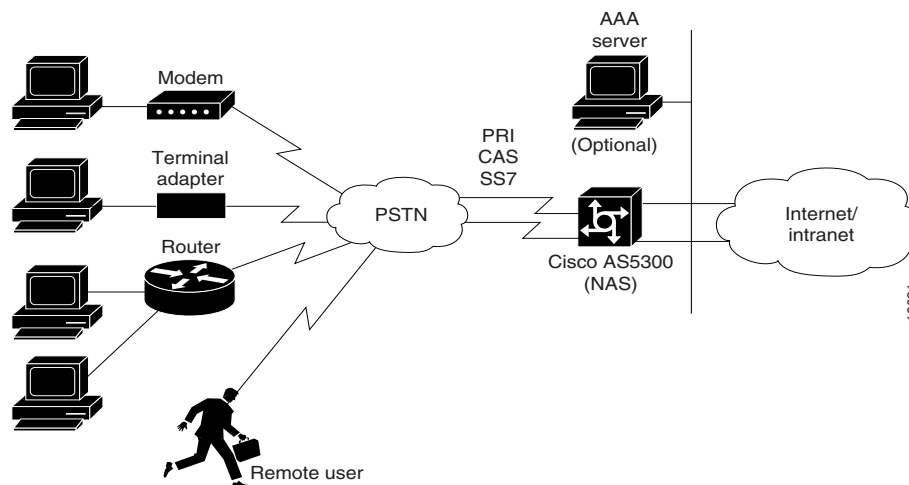 AAA
server
Modem
PRI
CAS
SS7
(Optional)
Terminal
adapter
PSTN
Internet/
intranet
Router
Cisco AS5300
(NAS)
Remote user